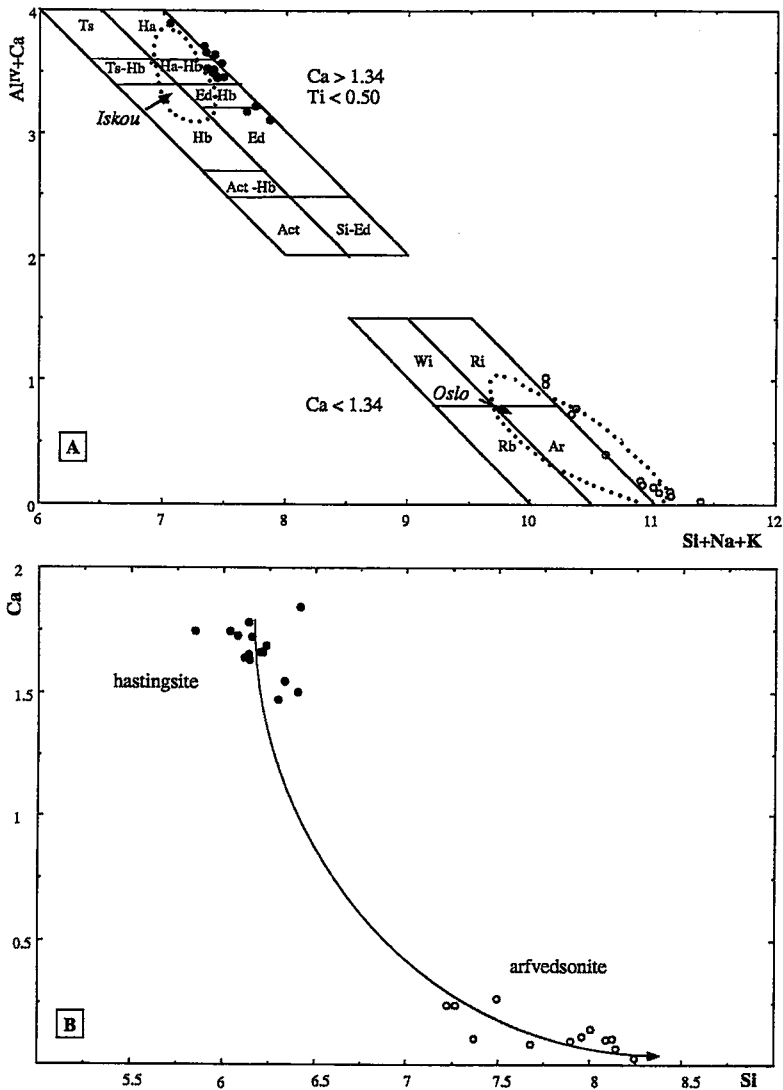 4
Ts
Ha
Al^IV+Ca
Ts-Hb
Ha-Hb
Ca > 1.34
Ti < 0.50
Ed-Hb
Iskou
3
Hb
Ed
Act -Hb
Act
Si-Ed
2
Wi
Ri
1
Ca < 1.34
Oslo
Rb
Ar
A
0
6
7
8
9
10
11
12
Si+Na+K
2
Ca
hastingsite
1.5
1
0.5
arfvedsonite
B
5.5
6
6.5
7
7.5
8
8.5
Si